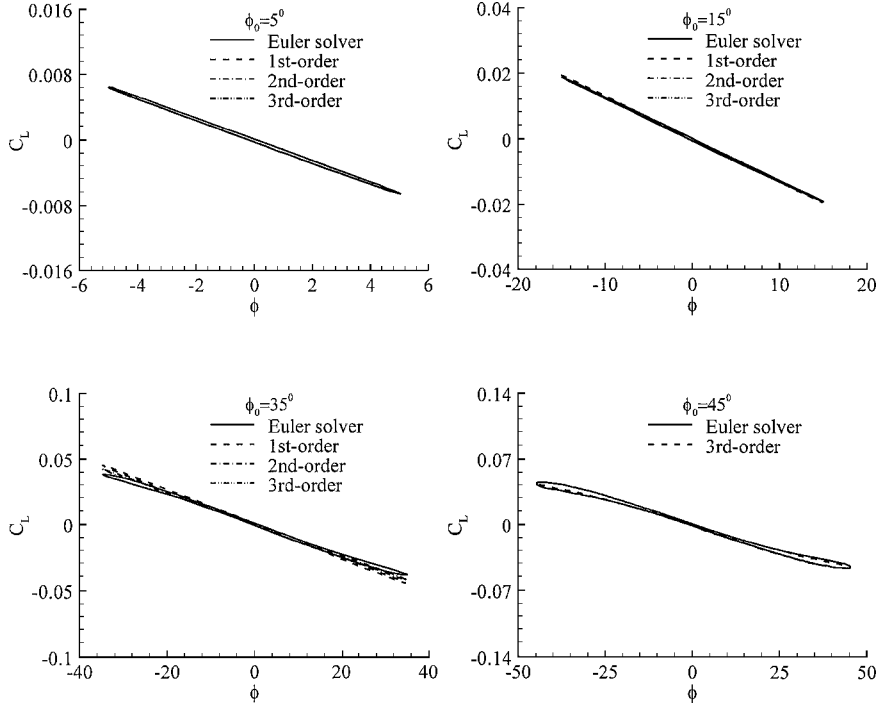 0.016
0.008
0
-0.008
-0.016
C_L
ϕ₀=5⁰
Euler solver
1st-order
2nd-order
3rd-order
-6 -4 -2 0 2 4 6
ϕ
0.04
0.02
0
-0.02
-0.04
C_L
ϕ₀=15⁰
Euler solver
1st-order
2nd-order
3rd-order
-20 -10 0 10 20
ϕ
0.1
0.05
0
-0.05
-0.1
C_L
ϕ₀=35⁰
Euler solver
1st-order
2nd-order
3rd-order
-40 -20 0 20 40
ϕ
0.14
0.07
0
-0.07
-0.14
C_L
ϕ₀=45⁰
Euler solver
3rd-order
-50 -25 0 25 50
ϕ